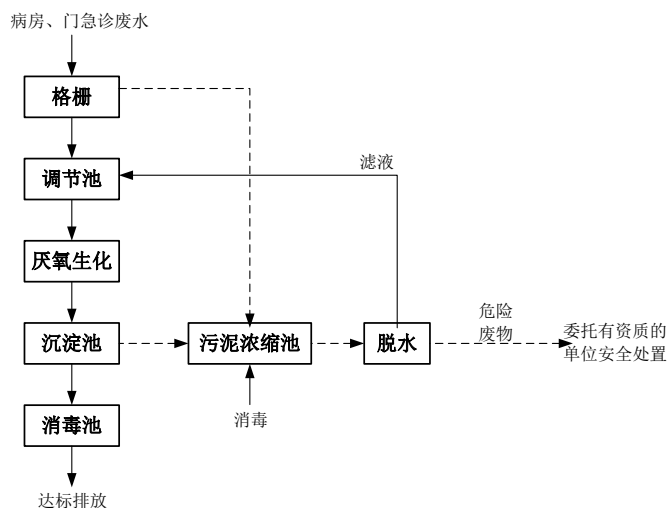 病房、门急诊废水
格栅
滤液
调节池
厌氧生化
危险
废物
沉淀池
污泥浓缩池
脱水
委托有资质的
单位安全处置
消毒池
消毒
达标排放